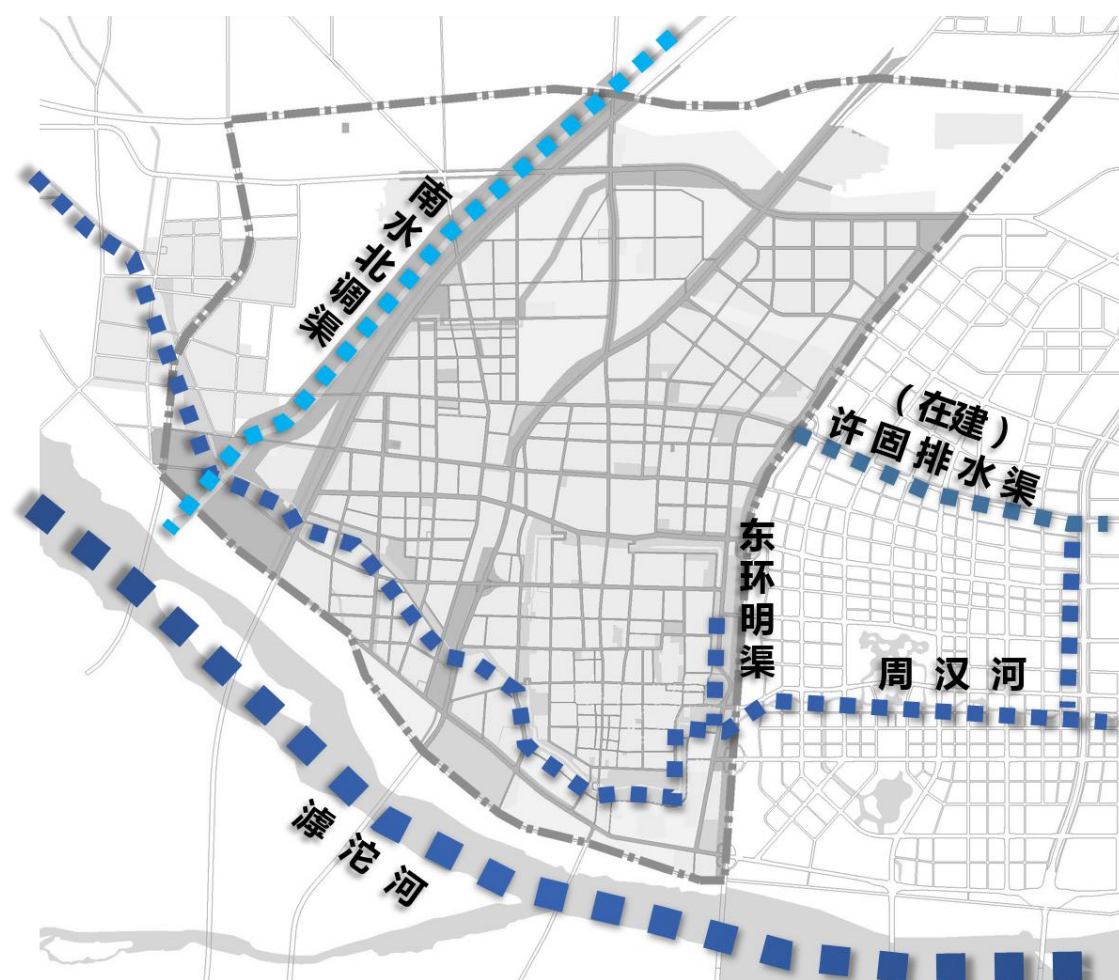 南水北调渠
（在建）
许固排水渠
东环明渠
周汉河
滹沱河